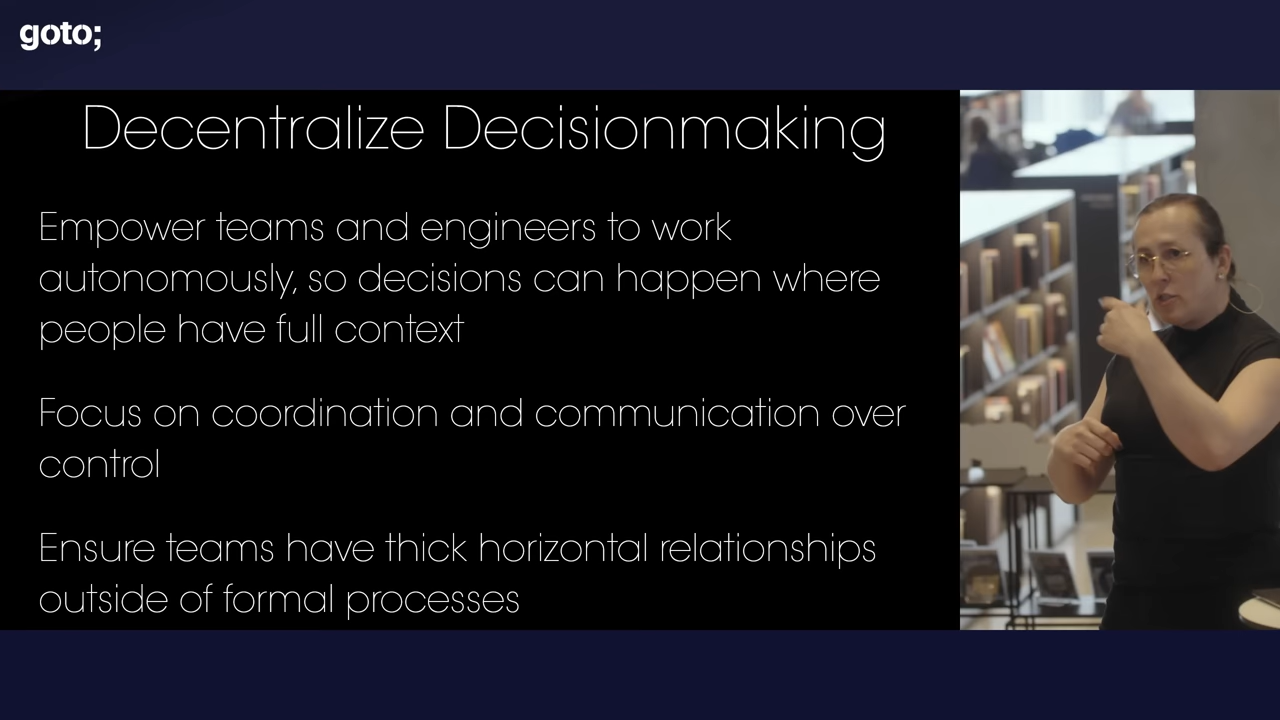 goto;
Decentralize Decisionmaking
Empower teams and engineers to work
autonomously, so decisions can happen where
people have full context
Focus on coordination and communication over
control
Ensure teams have thick horizontal relationships
outside of formal processes